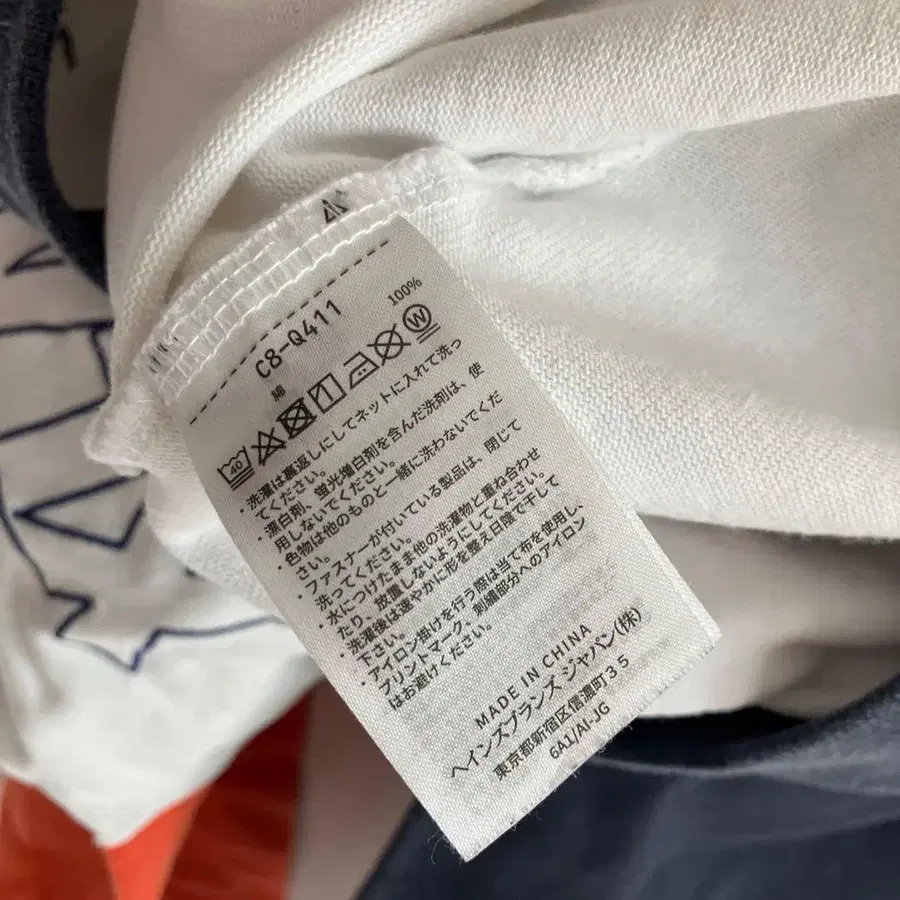 C8-Q411
綿 100%
40
W
・洗濯は裏返しにしてネットに入れて洗っ
てください。
・漂白剤、蛍光増白剤を含んだ洗剤は、使
用しないでください。
・色物は他のものと一緒に洗わないでくだ
さい。
・ファスナーが付いている製品は、閉じて
洗ってください。
・水につけたまま他の洗濯物と重ね合わせ
たり、放置しないようにしてください。
・洗濯後は速やかに形を整え日陰で干して
下さい。
・アイロン掛けを行う際は当て布を使用し、
プリントマーク、刺繍部分へのアイロン
はお避けください。
MADE IN CHINA
ヘインズブランズ ジャパン(株)
東京都新宿区信濃町35
6A1/AI-JG